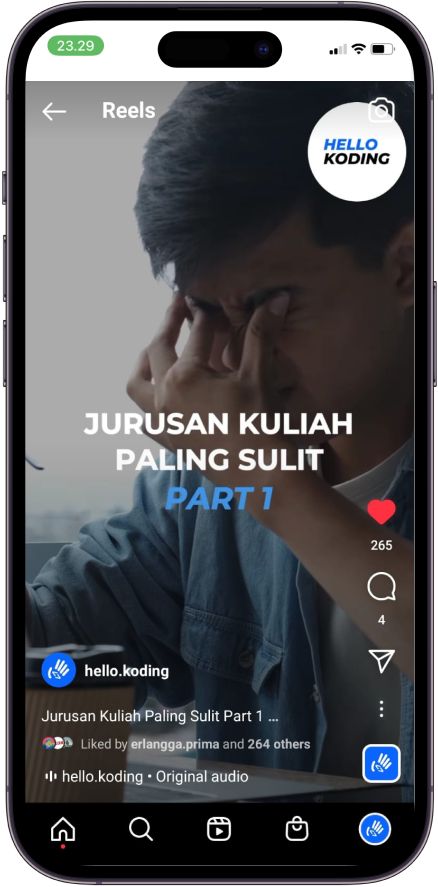 23.29
Reels
HELLO
KODING
JURUSAN KULIAH
PALING SULIT
PART 1
265
4
hello.koding
Jurusan Kuliah Paling Sulit Part 1 ...
Liked by erlangga.prima and 264 others
hello.koding • Original audio